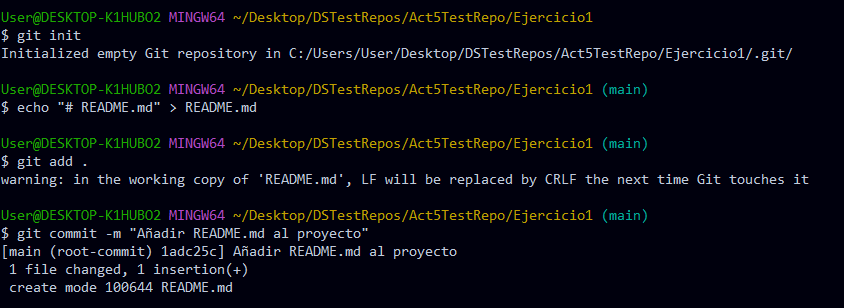 User@DESKTOP-K1HUBO2 MINGW64 ~/Desktop/DSTestRepos/Act5TestRepo/Ejercicio1
$ git init
Initialized empty Git repository in C:/Users/User/Desktop/DSTestRepos/Act5TestRepo/Ejercicio1/.git/
User@DESKTOP-K1HUBO2 MINGW64 ~/Desktop/DSTestRepos/Act5TestRepo/Ejercicio1 (main)
$ echo "# README.md" > README.md
User@DESKTOP-K1HUBO2 MINGW64 ~/Desktop/DSTestRepos/Act5TestRepo/Ejercicio1 (main)
$ git add .
warning: in the working copy of 'README.md', LF will be replaced by CRLF the next time Git touches it
User@DESKTOP-K1HUBO2 MINGW64 ~/Desktop/DSTestRepos/Act5TestRepo/Ejercicio1 (main)
$ git commit -m "Añadir README.md al proyecto"
[main (root-commit) 1adc25c] Añadir README.md al proyecto
 1 file changed, 1 insertion(+)
 create mode 100644 README.md